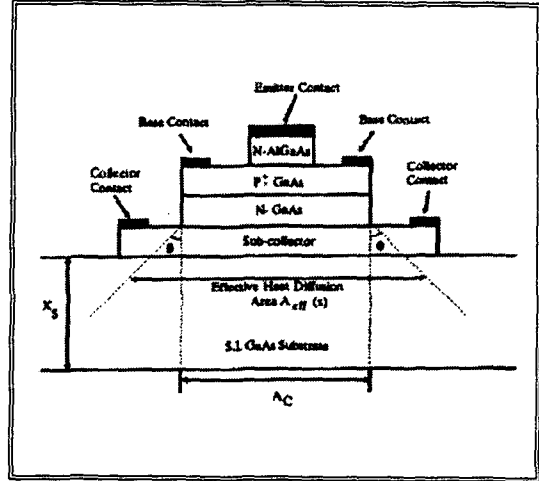 Emitter Contact
Base Contact
Base Contact
N-AlGaAs
Collector
Contact
Collector
Contact
P+ GaAs
N- GaAs
Sub-collector
θ
θ
Effective Heat Diffusion
Area A_eff (x)
X_S
S.I. GaAs Substrate
A_C